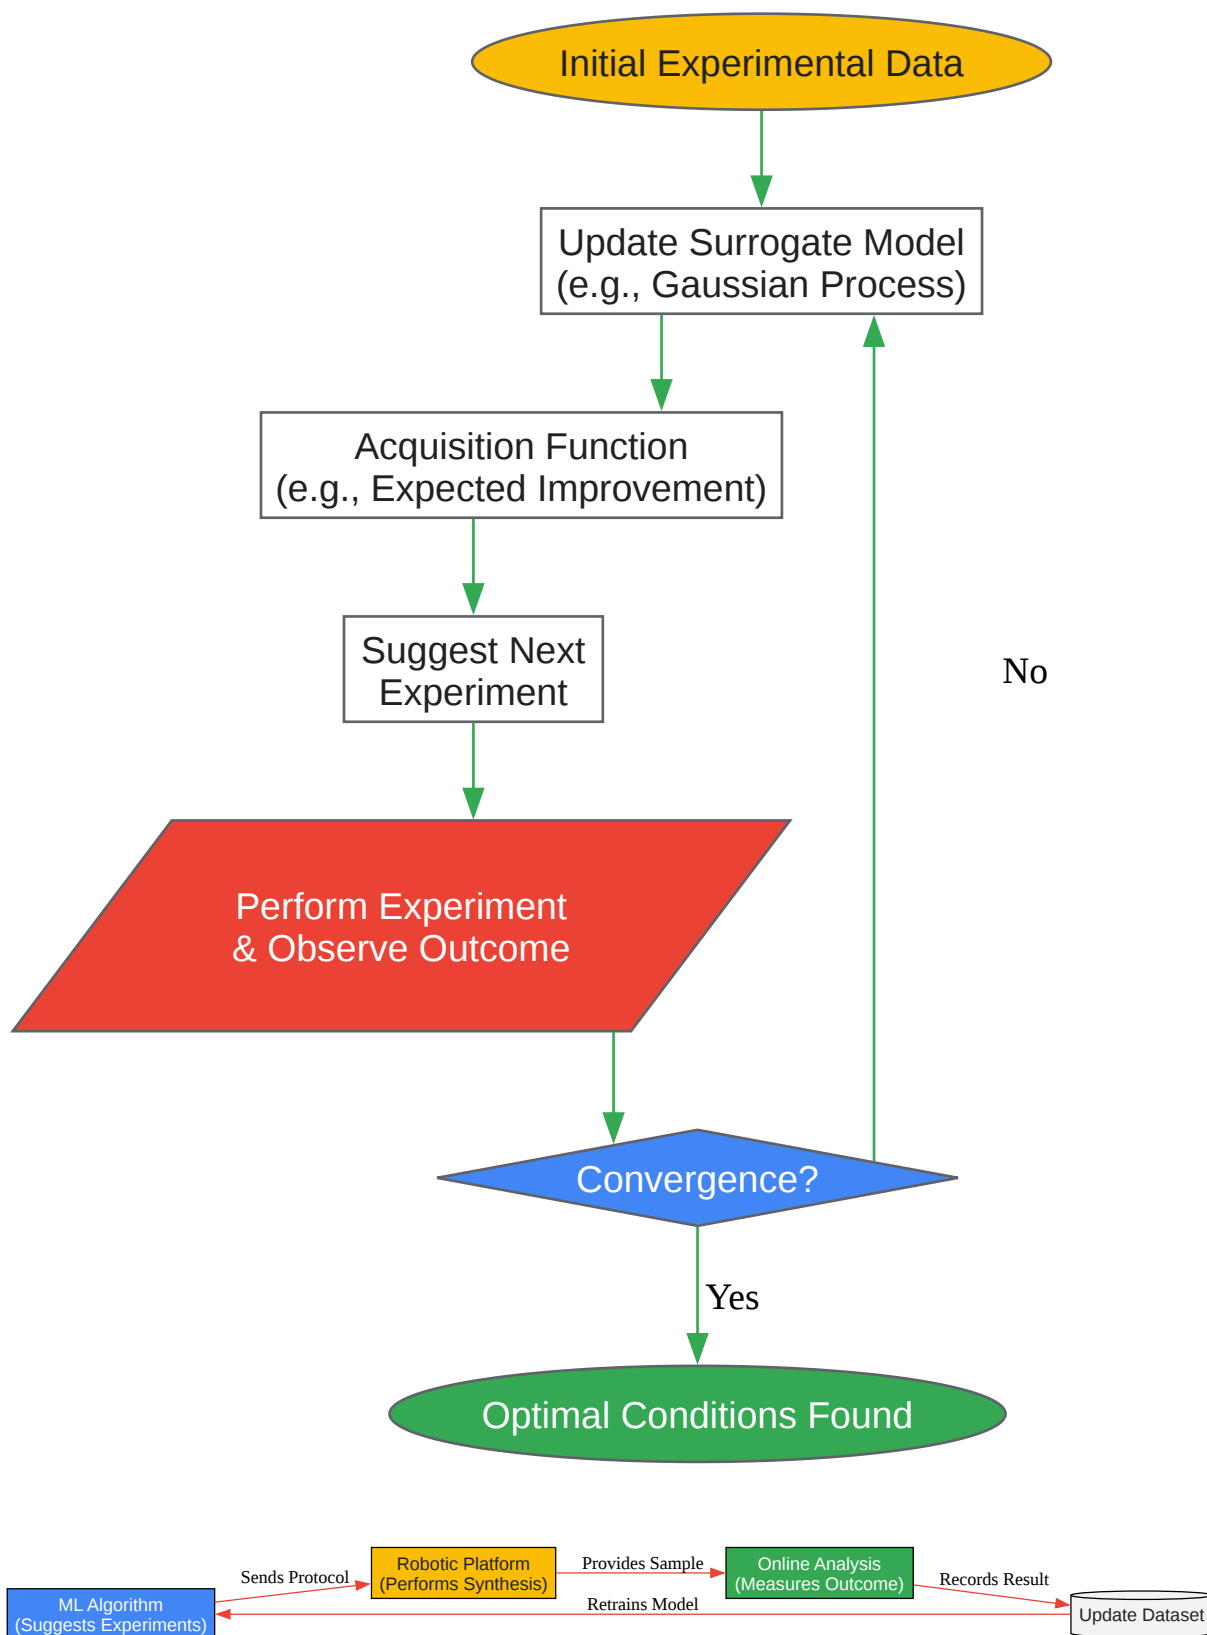 Initial Experimental Data
Update Surrogate Model
(e.g., Gaussian Process)
Acquisition Function
(e.g., Expected Improvement)
Suggest Next
Experiment
No
Perform Experiment
& Observe Outcome
Convergence?
Yes
Optimal Conditions Found
Robotic Platform
(Performs Synthesis)
Provides Sample
Online Analysis
(Measures Outcome)
Sends Protocol
Records Result
ML Algorithm
(Suggests Experiments)
Retrains Model
Update Dataset